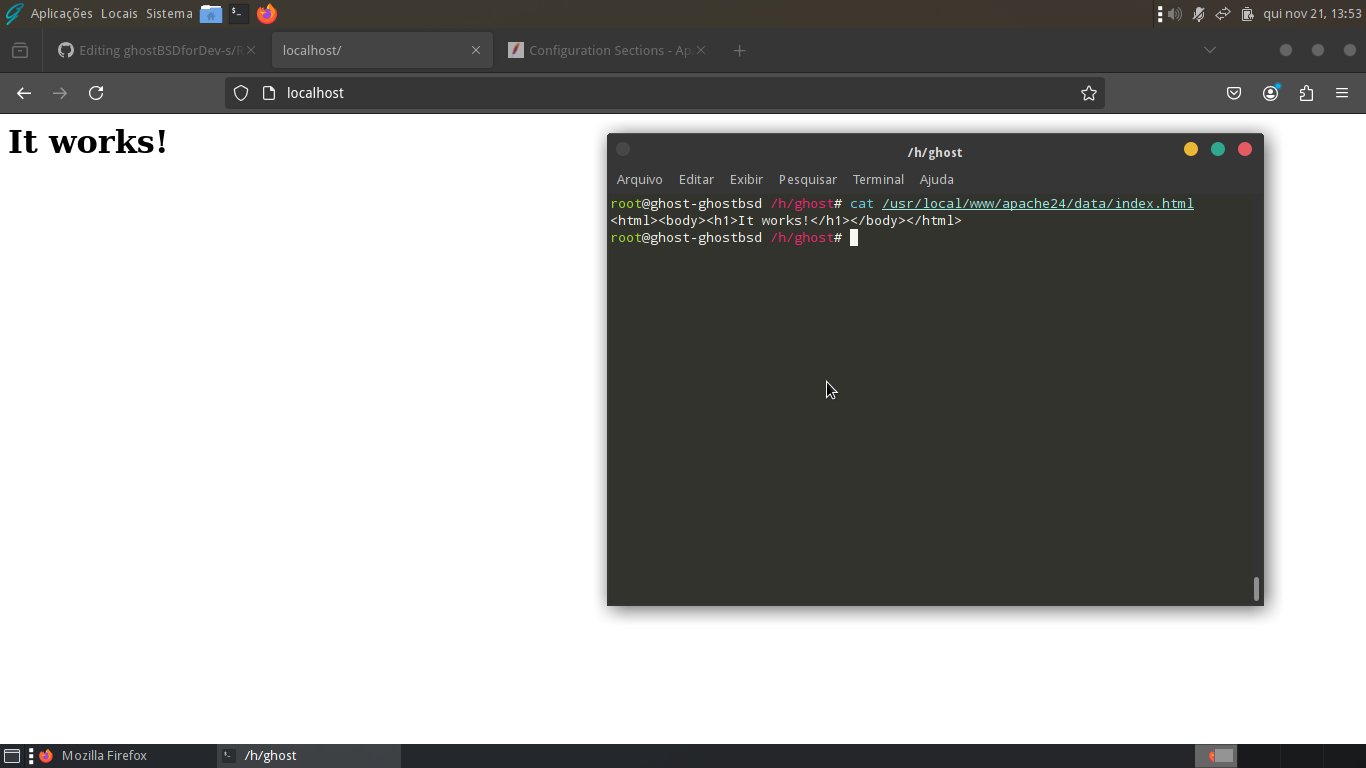 Aplicações Locais Sistema
qui nov 21, 13:53
Editing ghostBSDforDev-s/
localhost/
Configuration Sections - Ap
localhost
It works!
/h/ghost
Arquivo Editar Exibir Pesquisar Terminal Ajuda
root@ghost-ghostbsd /h/ghost# cat /usr/local/www/apache24/data/index.html
<html><body><h1>It works!</h1></body></html>
root@ghost-ghostbsd /h/ghost#
Mozilla Firefox
/h/ghost